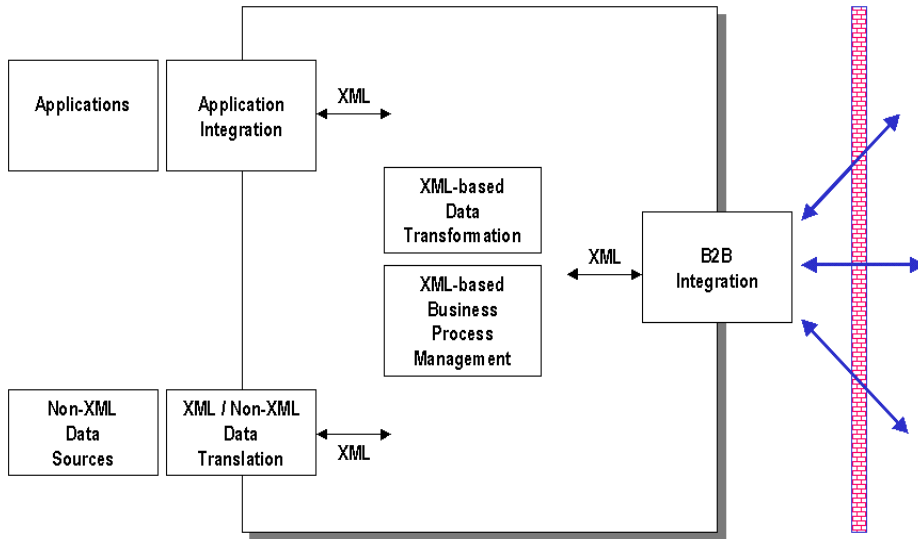 Applications
Application
Integration
XML
XML-based
Data
Transformation
XML-based
Business
Process
Management
XML
B2B
Integration
Non-XML
Data
Sources
XML / Non-XML
Data
Translation
XML